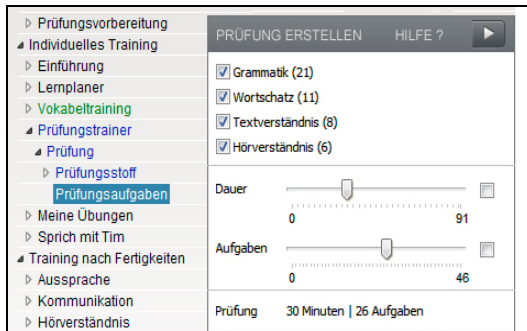 Prüfungsvorbereitung
Individuelles Training
Einführung
Lernplaner
Vokabeltraining
Prüfungstrainer
Prüfung
Prüfungsstoff
Prüfungsaufgaben
Meine Übungen
Sprich mit Tim
Training nach Fertigkeiten
Aussprache
Kommunikation
Hörverständnis
PRÜFUNG ERSTELLEN HILFE ?
Grammatik (21)
Wortschatz (11)
Textverständnis (8)
Hörverständnis (6)
Dauer
0 91
Aufgaben
0 46
Prüfung 30 Minuten | 26 Aufgaben